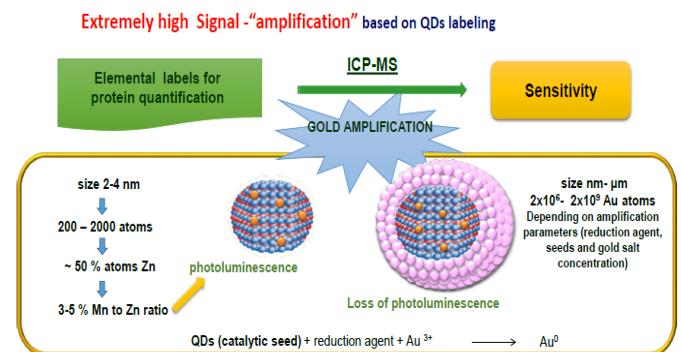 Extremely high Signal -“amplification” based on QDs labeling
ICP-MS
Elemental labels for
protein quantification
Sensitivity
GOLD AMPLIFICATION
size 2-4 nm
200 – 2000 atoms
~ 50 % atoms Zn
3-5 % Mn to Zn ratio
photoluminescence
Loss of photoluminescence
size nm- µm
2x10⁶- 2x10⁹ Au atoms
Depending on amplification
parameters (reduction agent,
seeds and gold salt
concentration)
QDs (catalytic seed) + reduction agent + Au ³⁺ ⟶ Au⁰